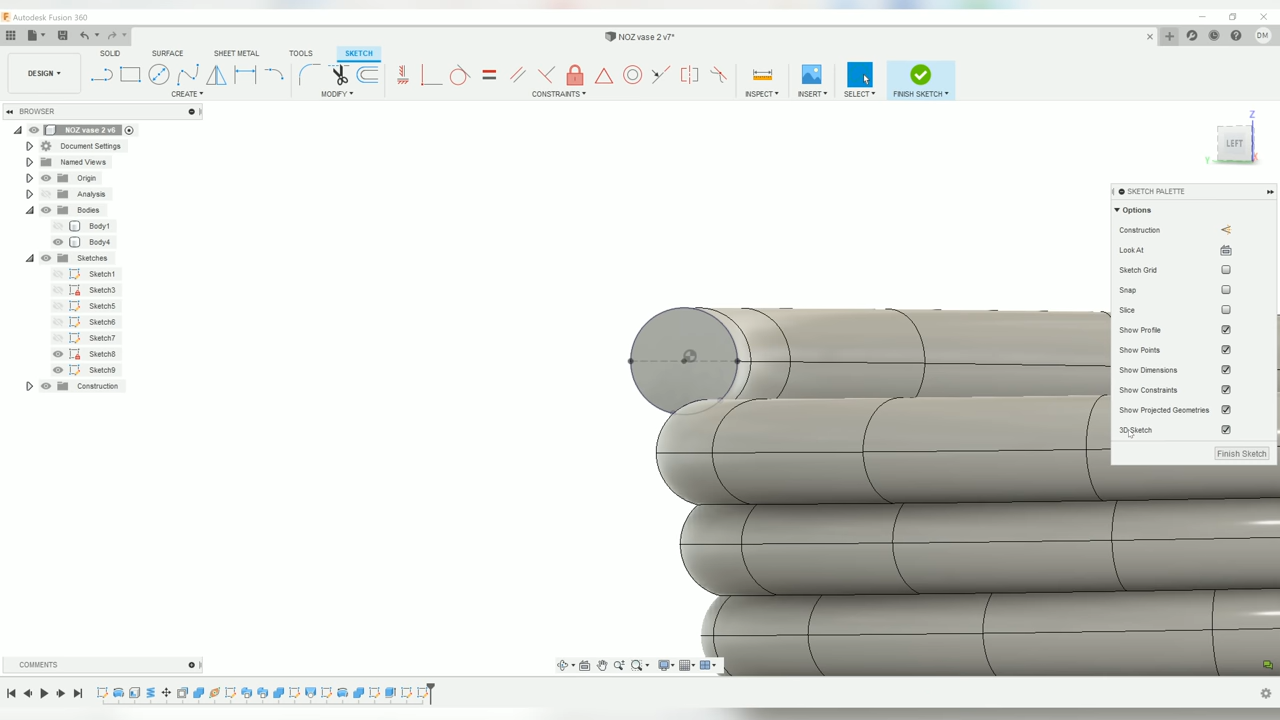 Autodesk Fusion 360
NOZ vase 2 v7*
DM
DESIGN
SOLID
SURFACE
SHEET METAL
TOOLS
SKETCH
CREATE
MODIFY
CONSTRAINTS
INSPECT
INSERT
SELECT
FINISH SKETCH
BROWSER
NOZ vase 2 v6
Document Settings
Named Views
Origin
Analysis
Bodies
Body1
Body4
Sketches
Sketch1
Sketch3
Sketch5
Sketch6
Sketch7
Sketch8
Sketch9
Construction
Z
LEFT
Y
X
SKETCH PALETTE
Options
Construction
Look At
Sketch Grid
Snap
Slice
Show Profile
Show Points
Show Dimensions
Show Constraints
Show Projected Geometries
3D Sketch
Finish Sketch
COMMENTS